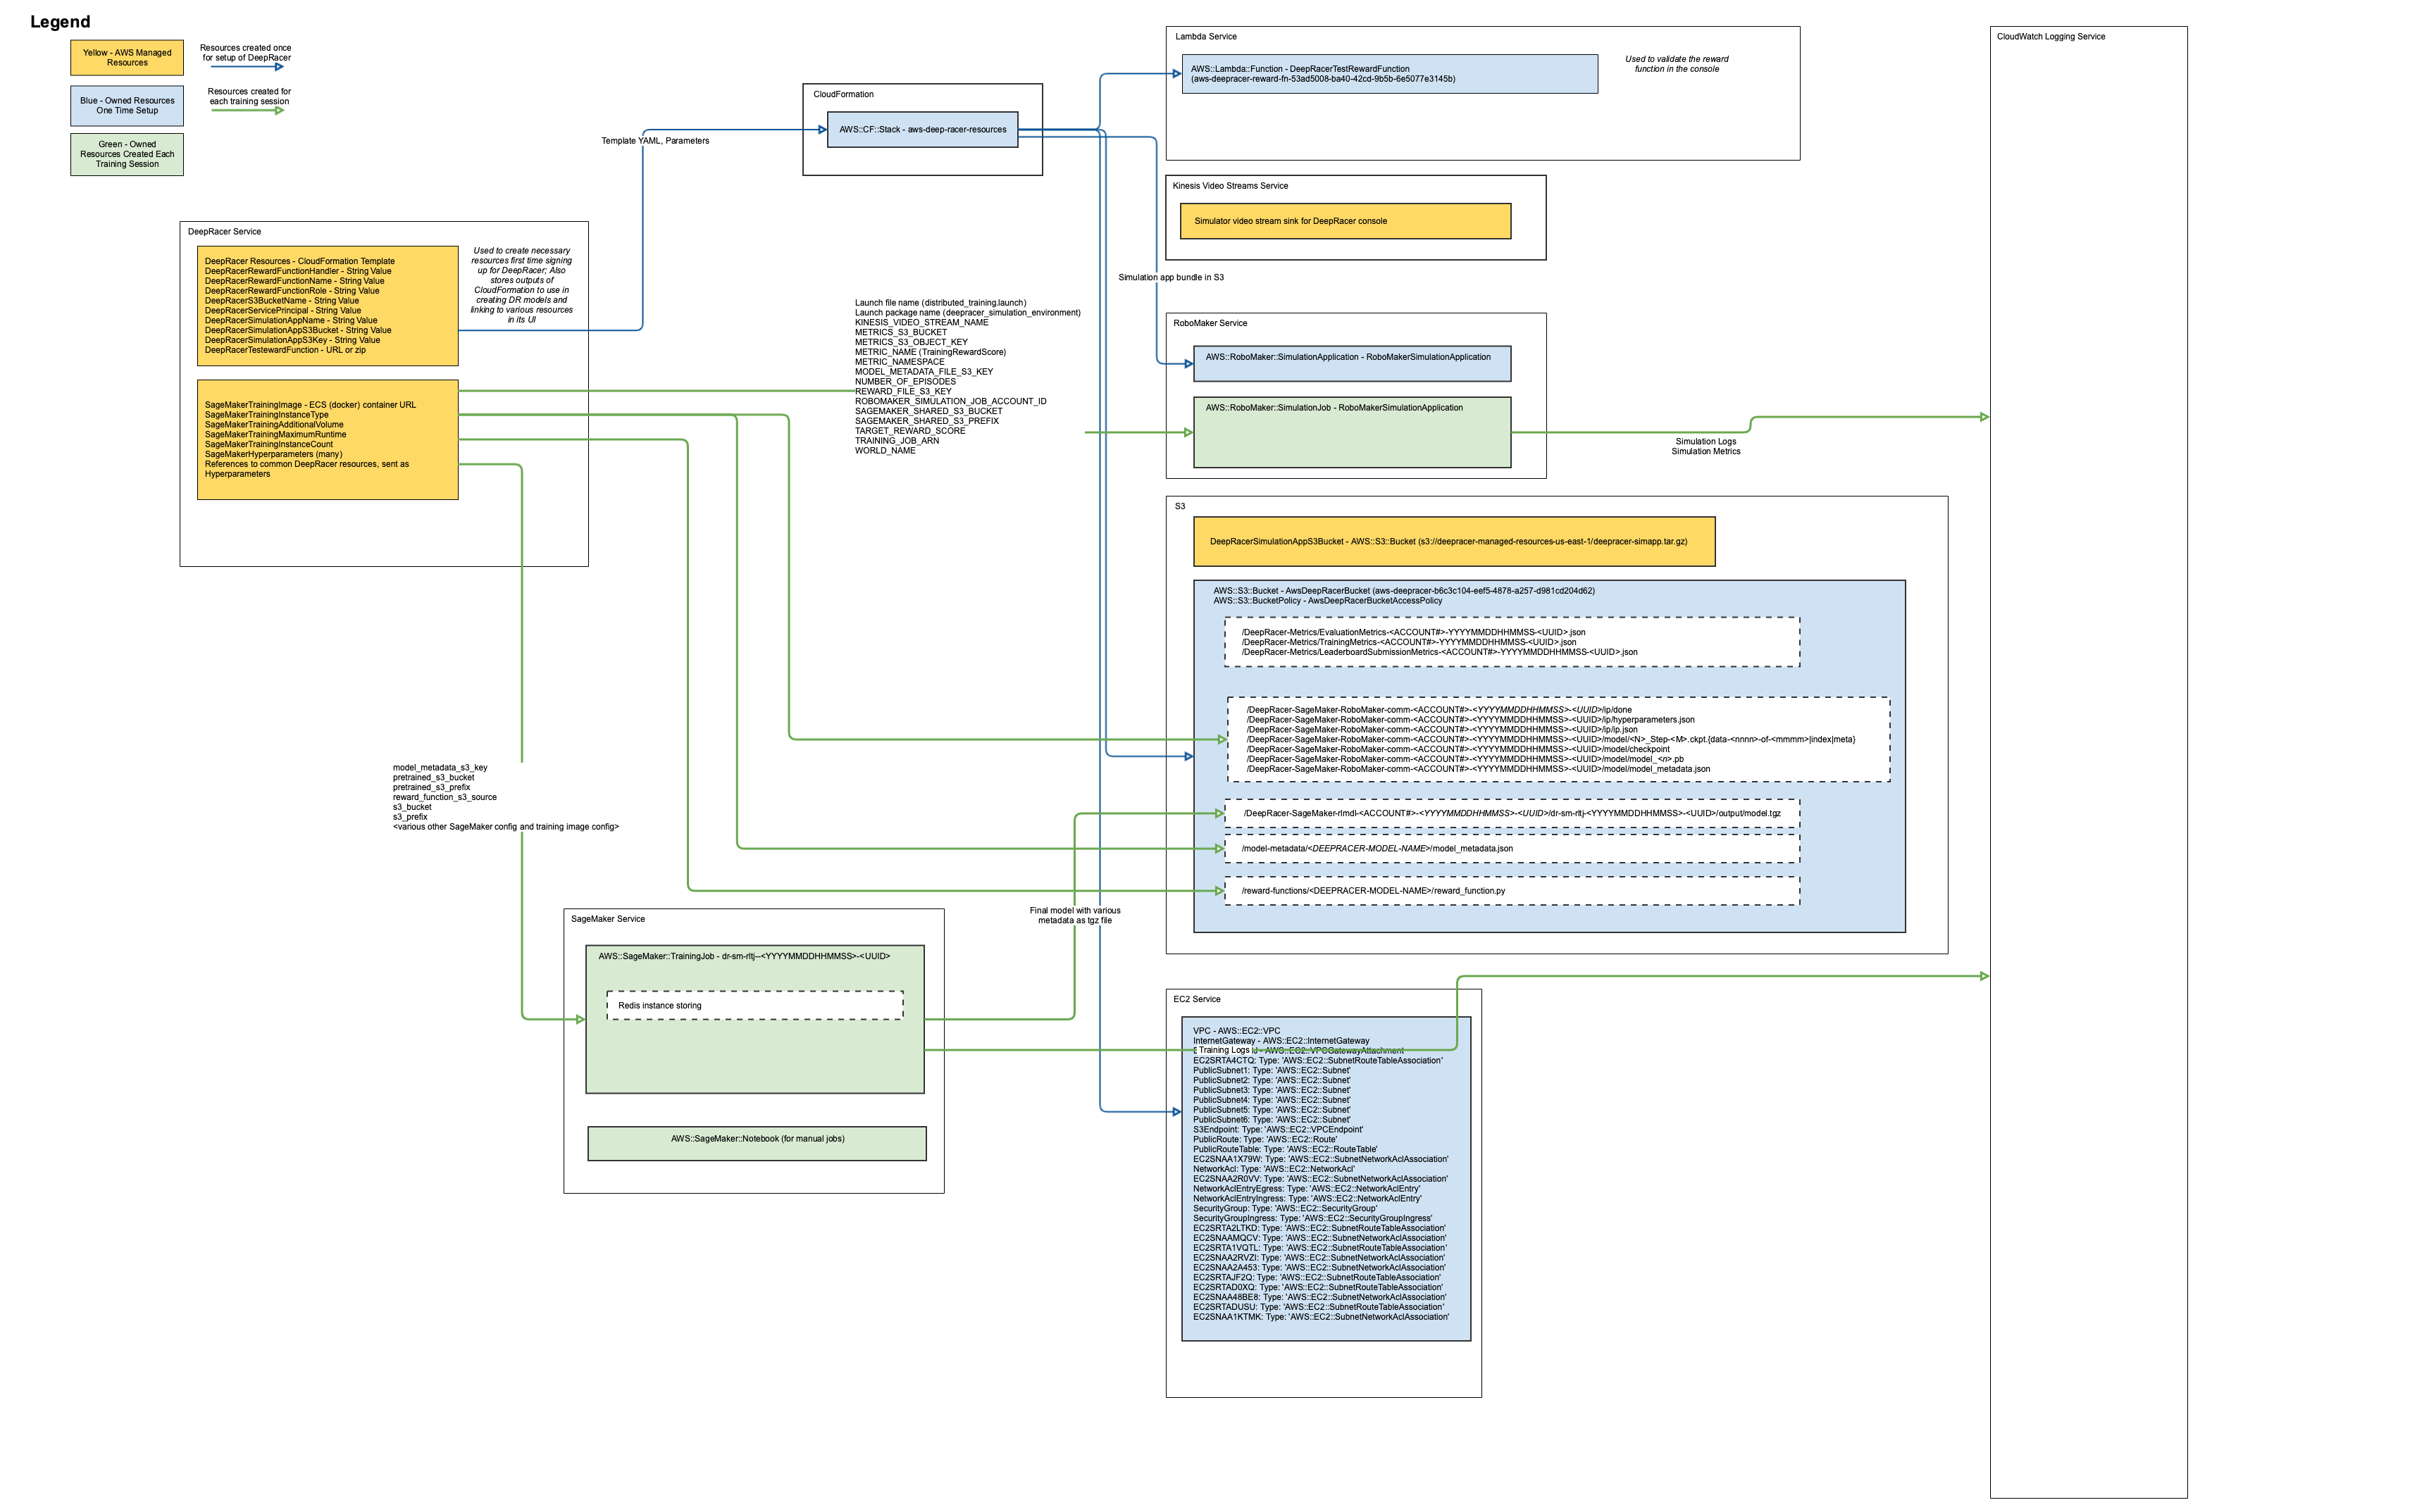 Legend
Yellow - AWS Managed
Resources
Resources created once
for setup of DeepRacer
Blue - Owned Resources
One Time Setup
Resources created for
each training session
Green - Owned
Resources Created Each
Training Session
Template YAML, Parameters
CloudFormation
AWS::CF::Stack - aws-deep-racer-resources
Lambda Service
AWS::Lambda::Function - DeepRacerTestRewardFunction
(aws-deepracer-reward-fn-53ad5008-ba40-42cd-9b5b-6e5077e3145b)
Used to validate the reward
function in the console
CloudWatch Logging Service
Kinesis Video Streams Service
Simulator video stream sink for DeepRacer console
Simulation app bundle in S3
DeepRacer Service
DeepRacer Resources - CloudFormation Template
DeepRacerRewardFunctionHandler - String Value
DeepRacerRewardFunctionName - String Value
DeepRacerRewardFunctionRole - String Value
DeepRacerS3BucketName - String Value
DeepRacerServicePrincipal - String Value
DeepRacerSimulationAppName - String Value
DeepRacerSimulationAppS3Bucket - String Value
DeepRacerSimulationAppS3Key - String Value
DeepRacerTestewardFunction - URL or zip
Used to create necessary
resources first time signing
up for DeepRacer; Also
stores outputs of
CloudFormation to use in
creating DR models and
linking to various resources
in its UI
SageMakerTrainingImage - ECS (docker) container URL
SageMakerTrainingInstanceType
SageMakerTrainingAdditionalVolume
SageMakerTrainingMaximumRuntime
SageMakerTrainingInstanceCount
SageMakerHyperparameters (many)
References to common DeepRacer resources, sent as
Hyperparameters
Launch file name (distributed_training.launch)
Launch package name (deepracer_simulation_environment)
KINESIS_VIDEO_STREAM_NAME
METRICS_S3_BUCKET
METRICS_S3_OBJECT_KEY
METRIC_NAME (TrainingRewardScore)
METRIC_NAMESPACE
MODEL_METADATA_FILE_S3_KEY
NUMBER_OF_EPISODES
REWARD_FILE_S3_KEY
ROBOMAKER_SIMULATION_JOB_ACCOUNT_ID
SAGEMAKER_SHARED_S3_BUCKET
SAGEMAKER_SHARED_S3_PREFIX
TARGET_REWARD_SCORE
TRAINING_JOB_ARN
WORLD_NAME
RoboMaker Service
AWS::RoboMaker::SimulationApplication - RoboMakerSimulationApplication
AWS::RoboMaker::SimulationJob - RoboMakerSimulationApplication
Simulation Logs
Simulation Metrics
S3
DeepRacerSimulationAppS3Bucket - AWS::S3::Bucket (s3://deepracer-managed-resources-us-east-1/deepracer-simapp.tar.gz)
AWS::S3::Bucket - AwsDeepRacerBucket (aws-deepracer-b6c3c104-eef5-4878-a257-d981cd204d62)
AWS::S3::BucketPolicy - AwsDeepRacerBucketAccessPolicy
/DeepRacer-Metrics/EvaluationMetrics-<ACCOUNT#>-YYYYMMDDHHMMSS-<UUID>.json
/DeepRacer-Metrics/TrainingMetrics-<ACCOUNT#>-YYYYMMDDHHMMSS-<UUID>.json
/DeepRacer-Metrics/LeaderboardSubmissionMetrics-<ACCOUNT#>-YYYYMMDDHHMMSS-<UUID>.json
/DeepRacer-SageMaker-RoboMaker-comm-<ACCOUNT#>-<YYYYMMDDHHMMSS>-<UUID>/ip/done
/DeepRacer-SageMaker-RoboMaker-comm-<ACCOUNT#>-<YYYYMMDDHHMMSS>-<UUID>/ip/hyperparameters.json
/DeepRacer-SageMaker-RoboMaker-comm-<ACCOUNT#>-<YYYYMMDDHHMMSS>-<UUID>/ip/ip.json
/DeepRacer-SageMaker-RoboMaker-comm-<ACCOUNT#>-<YYYYMMDDHHMMSS>-<UUID>/model/<N>_Step-<M>.ckpt.{data-<nnnn>-of-<mmmm>|index|meta}
/DeepRacer-SageMaker-RoboMaker-comm-<ACCOUNT#>-<YYYYMMDDHHMMSS>-<UUID>/model/checkpoint
/DeepRacer-SageMaker-RoboMaker-comm-<ACCOUNT#>-<YYYYMMDDHHMMSS>-<UUID>/model/model_<n>.pb
/DeepRacer-SageMaker-RoboMaker-comm-<ACCOUNT#>-<YYYYMMDDHHMMSS>-<UUID>/model/model_metadata.json
/DeepRacer-SageMaker-rlmdl-<ACCOUNT#>-<YYYYMMDDHHMMSS>-<UUID>/dr-sm-rltj-<YYYYMMDDHHMMSS>-<UUID>/output/model.tgz
/model-metadata/<DEEPRACER-MODEL-NAME>/model_metadata.json
/reward-functions/<DEEPRACER-MODEL-NAME>/reward_function.py
model_metadata_s3_key
pretrained_s3_bucket
pretrained_s3_prefix
reward_function_s3_source
s3_bucket
s3_prefix
<various other SageMaker config and training image config>
Final model with various
metadata as tgz file
SageMaker Service
AWS::SageMaker::TrainingJob - dr-sm-rltj--<YYYYMMDDHHMMSS>-<UUID>
Redis instance storing
AWS::SageMaker::Notebook (for manual jobs)
EC2 Service
VPC - AWS::EC2::VPC
InternetGateway - AWS::EC2::InternetGateway
Training Logs - AWS::EC2::VPCGatewayAttachment
EC2SRTA4CTQ: Type: 'AWS::EC2::SubnetRouteTableAssociation'
PublicSubnet1: Type: 'AWS::EC2::Subnet'
PublicSubnet2: Type: 'AWS::EC2::Subnet'
PublicSubnet3: Type: 'AWS::EC2::Subnet'
PublicSubnet4: Type: 'AWS::EC2::Subnet'
PublicSubnet5: Type: 'AWS::EC2::Subnet'
PublicSubnet6: Type: 'AWS::EC2::Subnet'
S3Endpoint: Type: 'AWS::EC2::VPCEndpoint'
PublicRoute: Type: 'AWS::EC2::Route'
PublicRouteTable: Type: 'AWS::EC2::RouteTable'
EC2SNAA1X79W: Type: 'AWS::EC2::SubnetNetworkAclAssociation'
NetworkAcl: Type: 'AWS::EC2::NetworkAcl'
EC2SNAA2R0VV: Type: 'AWS::EC2::SubnetNetworkAclAssociation'
NetworkAclEntryEgress: Type: 'AWS::EC2::NetworkAclEntry'
NetworkAclEntryIngress: Type: 'AWS::EC2::NetworkAclEntry'
SecurityGroup: Type: 'AWS::EC2::SecurityGroup'
SecurityGroupIngress: Type: 'AWS::EC2::SecurityGroupIngress'
EC2SRTA2LTKD: Type: 'AWS::EC2::SubnetRouteTableAssociation'
EC2SNAAMQCV: Type: 'AWS::EC2::SubnetNetworkAclAssociation'
EC2SRTA1VQTL: Type: 'AWS::EC2::SubnetRouteTableAssociation'
EC2SNAA2RVZI: Type: 'AWS::EC2::SubnetNetworkAclAssociation'
EC2SNAA2A453: Type: 'AWS::EC2::SubnetNetworkAclAssociation'
EC2SRTAJF2Q: Type: 'AWS::EC2::SubnetRouteTableAssociation'
EC2SRTAD0XQ: Type: 'AWS::EC2::SubnetRouteTableAssociation'
EC2SNAA48BE8: Type: 'AWS::EC2::SubnetNetworkAclAssociation'
EC2SRTADUSU: Type: 'AWS::EC2::SubnetRouteTableAssociation'
EC2SNAA1KTMK: Type: 'AWS::EC2::SubnetNetworkAclAssociation'